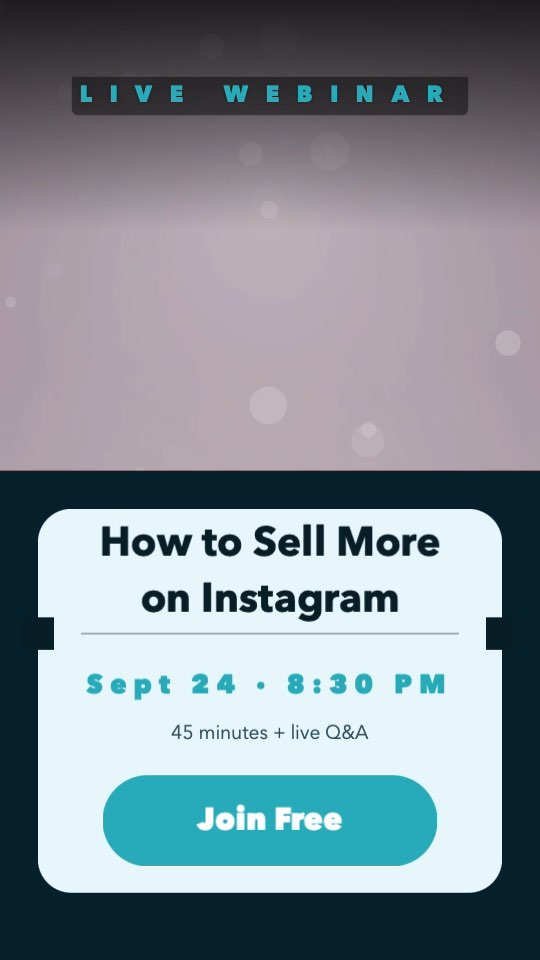 LIVE WEBINAR
How to Sell More
on Instagram
Sept 24 • 8:30 PM
45 minutes + live Q&A
Join Free